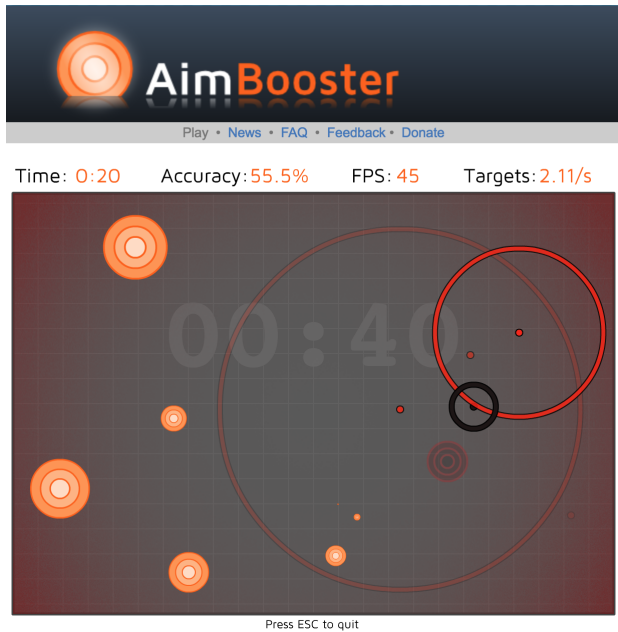 AimBooster
Play • News • FAQ • Feedback • Donate
Time: 0:20 Accuracy: 55.5% FPS: 45 Targets: 2.11/s
00:40
Press ESC to quit